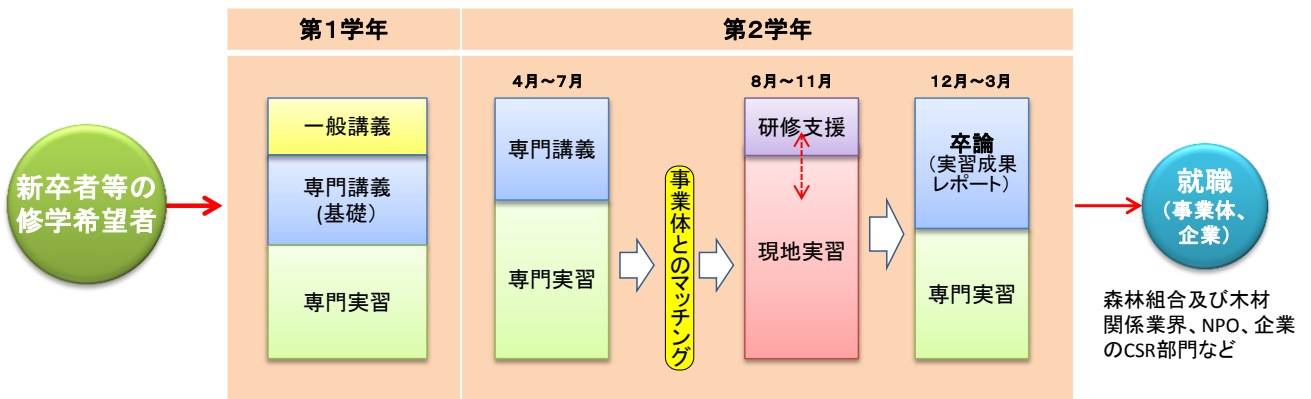 新卒者等の
修学希望者
第1学年
一般講義
専門講義
(基礎)
専門実習
第2学年
4月～7月
専門講義
専門実習
事業体とのマッチング
8月～11月
研修支援
現地実習
12月～3月
卒論
(実習成果
レポート)
専門実習
就職
(事業体、
企業)
森林組合及び木材
関係業界、NPO、企業
のCSR部門など